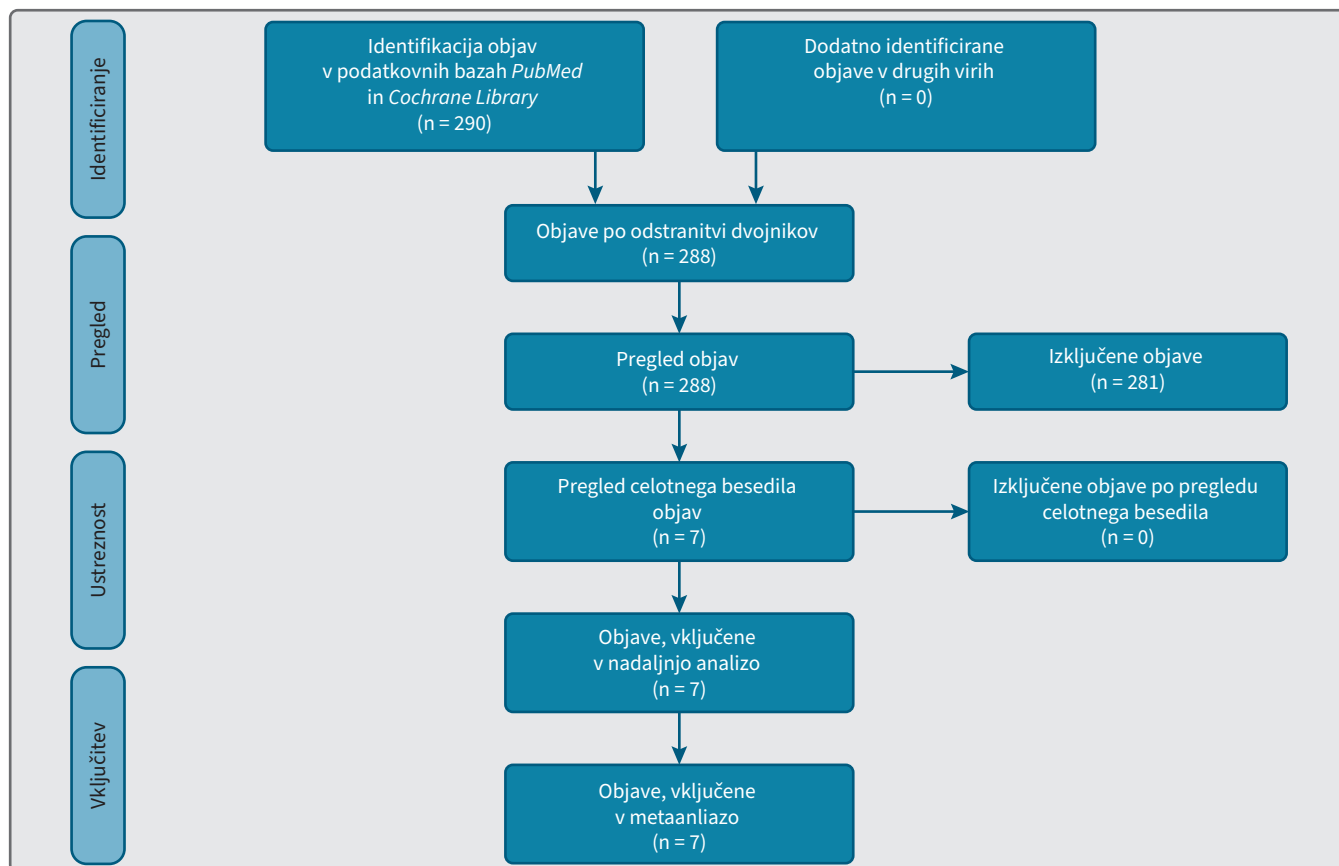 Identificiranje
Identifikacija objav
v podatkovnih bazah PubMed
in Cochrane Library
(n = 290)
Dodatno identificirane
objave v drugih virih
(n = 0)
Objave po odstranitvi dvojnikov
(n = 288)
Pregled
Pregled objav
(n = 288)
Izključene objave
(n = 281)
Ustreznost
Pregled celotnega besedila
objav
(n = 7)
Izključene objave po pregledu
celotnega besedila
(n = 0)
Objave, vključene
v nadaljnjo analizo
(n = 7)
Vključitev
Objave, vključene
v metaanliazo
(n = 7)